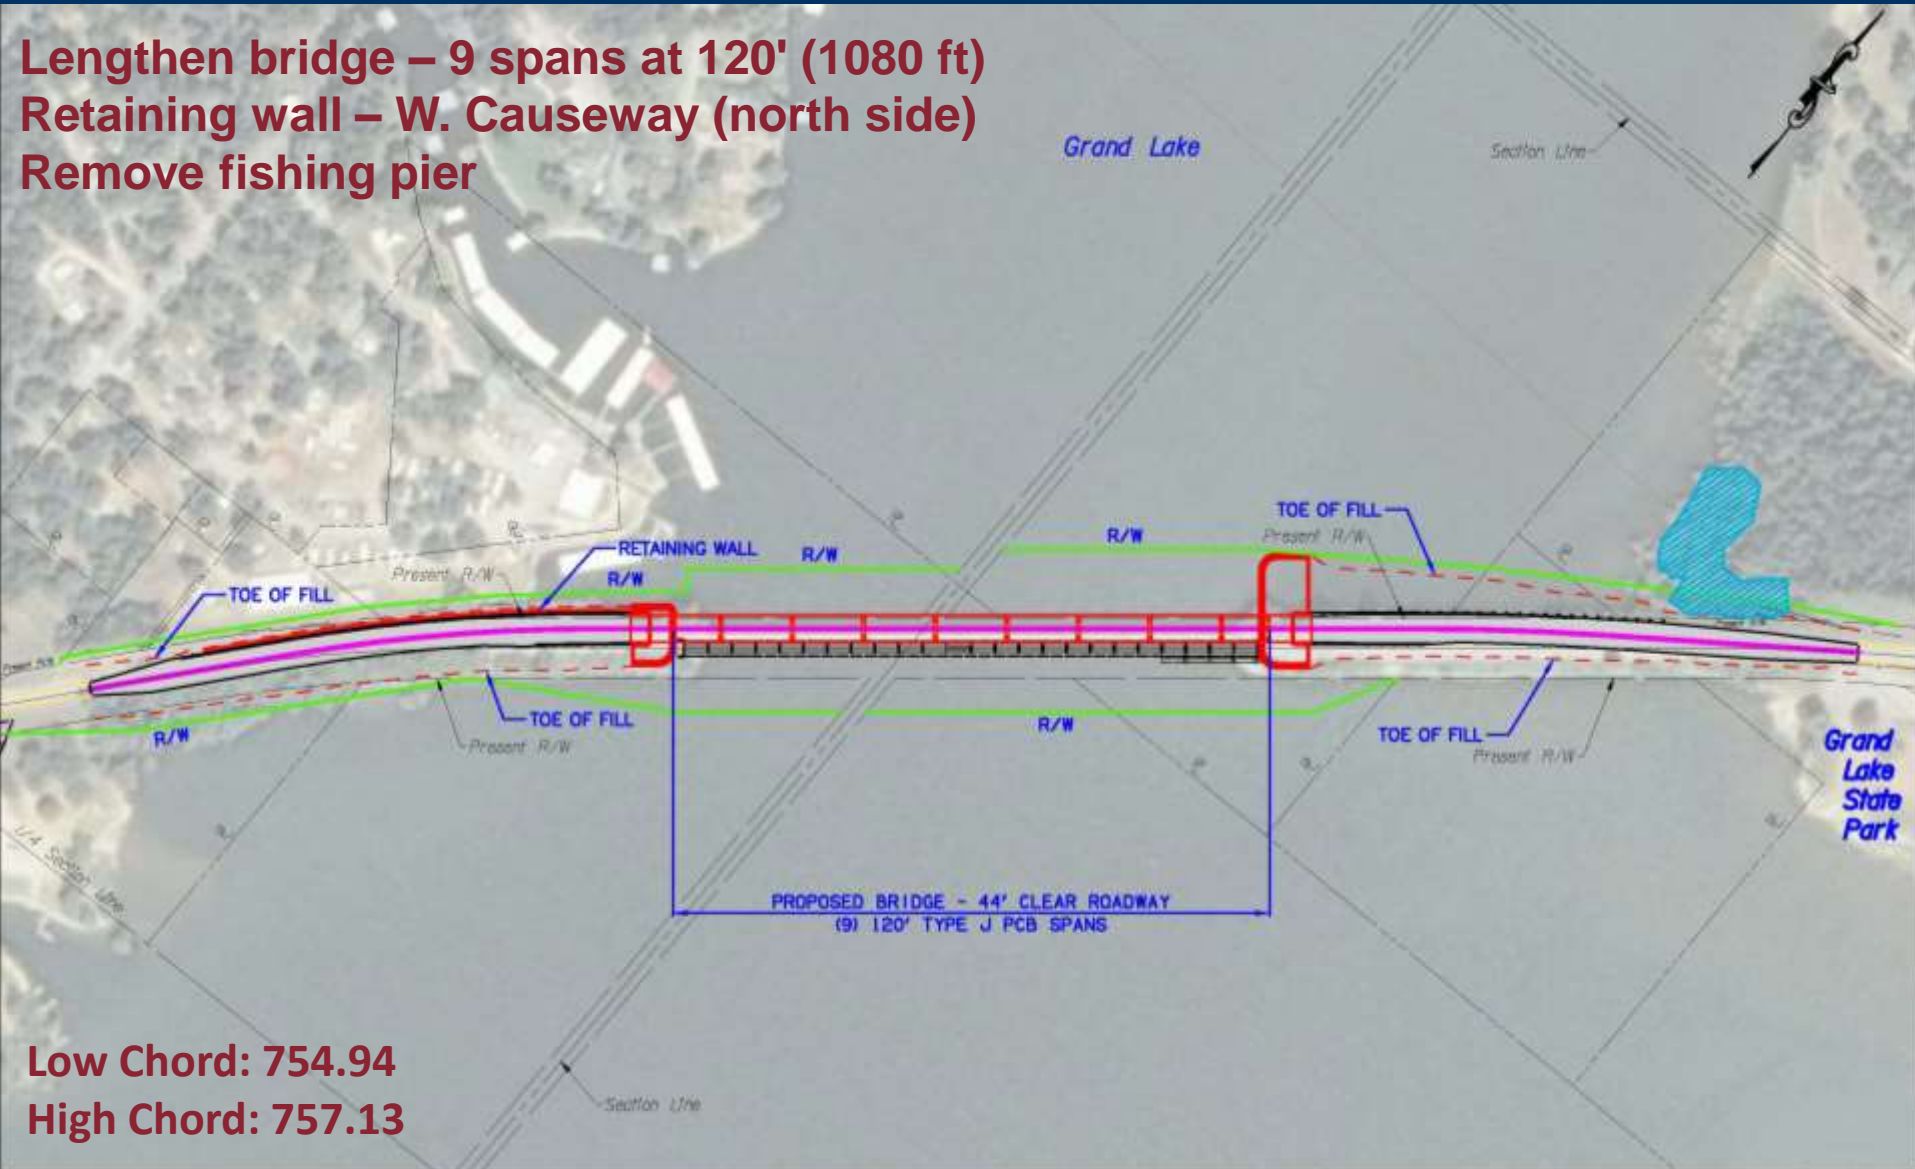 Lengthen bridge – 9 spans at 120' (1080 ft)
Retaining wall – W. Causeway (north side)
Remove fishing pier
Grand Lake
Section Line
TOE OF FILL
Present R/W
R/W
RETAINING WALL
R/W
Present R/W
R/W
TOE OF FILL
TOE OF FILL
Present R/W
R/W
R/W
TOE OF FILL
Present R/W
Grand
Lake
State
Park
1/4 Section Line
PROPOSED BRIDGE - 44' CLEAR ROADWAY
(9) 120' TYPE J PCB SPANS
Low Chord: 754.94
High Chord: 757.13
Section Line